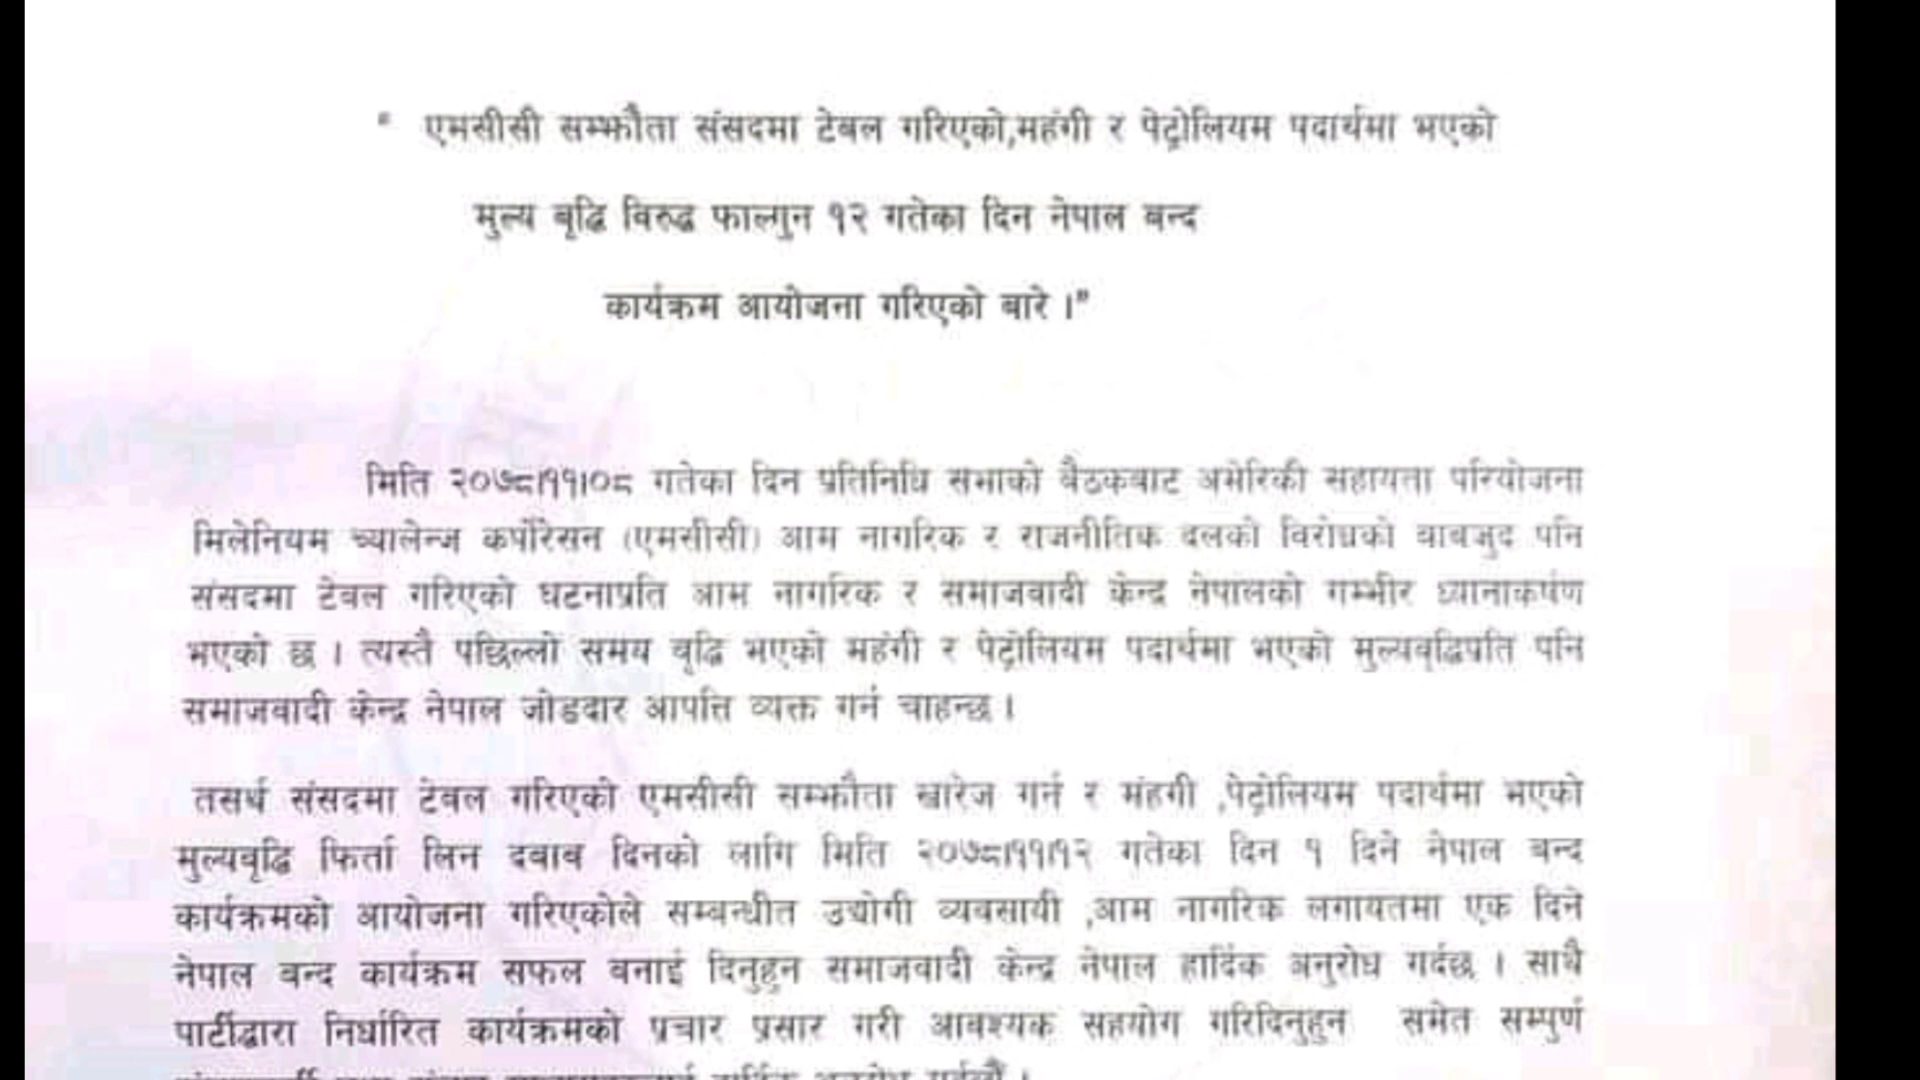 " एमसीसी सम्झौता संसदमा टेबल गरिएको,महंगी र पेट्रोलियम पदार्थमा भएको
मुल्य बृद्धि विरुद्ध फाल्गुन १२ गतेका दिन नेपाल बन्द
कार्यक्रम आयोजना गरिएको बारे ।"
मिति २०७८।११।०८ गतेका दिन प्रतिनिधि सभाको बैठकबाट अमेरिकी सहायता परियोजना
मिलेनियम च्यालेन्ज कर्पोरेसन (एमसीसी) आम नागरिक र राजनीतिक दलको विरोधको बाबजुद पनि
संसदमा टेबल गरिएको घटनाप्रति आम नागरिक र समाजवादी केन्द्र नेपालको गम्भीर ध्यानाकर्षण
भएको छ । त्यस्तै पछिल्लो समय बृद्धि भएको महंगी र पेट्रोलियम पदार्थमा भएको मुल्यबृद्धिप्रति पनि
समाजवादी केन्द्र नेपाल जोडदार आपत्ति व्यक्त गर्न चाहन्छ ।
तसर्थ संसदमा टेबल गरिएको एमसीसी सम्झौता खारेज गर्न र मंहगी ,पेट्रोलियम पदार्थमा भएको
मुल्यबृद्धि फिर्ता लिन दबाब दिनको लागि मिति २०७८।११।१२ गतेका दिन १ दिने नेपाल बन्द
कार्यक्रमको आयोजना गरिएकोले सम्बन्धीत उद्योगी व्यवसायी ,आम नागरिक लगायतमा एक दिने
नेपाल बन्द कार्यक्रम सफल बनाई दिनुहुन समाजवादी केन्द्र नेपाल हार्दिक अनुरोध गर्दछ । साथै
पार्टीद्वारा निर्धारित कार्यक्रमको प्रचार प्रसार गरी आवश्यक सहयोग गरिदिनुहुन समेत सम्पुर्ण